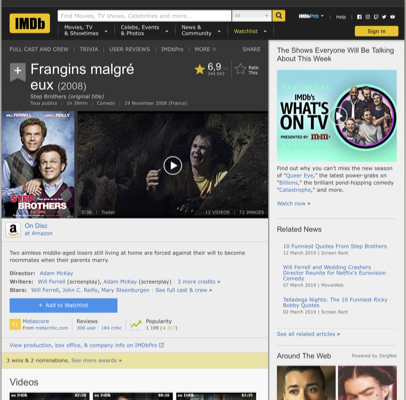 IMDb
Find Movies, TV shows, Celebrities and more...
All
IMDbPro
Help
Movies, TV
& Showtimes
Celebs, Events
& Photos
News &
Community
Watchlist
Sign in
FULL CAST AND CREW | TRIVIA | USER REVIEWS | IMDbPro | MORE
SHARE
Frangins malgré
eux (2008)
6,9
Rate
This
Step Brothers (original title)
Tous publics | 1h 38min | Comedy | 19 November 2008 (France)
WILL FERRELL
REILLY
STEP
BROTHERS
Trailer
12 VIDEOS | 72 IMAGES
On Disc
at Amazon
Two aimless middle-aged losers still living at home are forced against their will to become
roommates when their parents marry.
Director: Adam McKay
Writers: Will Ferrell (screenplay), Adam McKay (screenplay) | 3 more credits »
Stars: Will Ferrell, John C. Reilly, Mary Steenburgen | See full cast & crew »
+ Add to Watchlist
51
Metascore
From metacritic.com
Reviews
308 user | 184 critic
Popularity
1 199
View production, box office, & company info on IMDbPro
3 wins & 2 nominations. See more awards »
Videos
The Shows Everyone Will Be Talking
About This Week
IMDb's
WHAT'S
ON TV
PRESENTED BY M&M'S
Find out why you can't miss the new season
of "Queer Eye," the latest power-grabs on
"Billions," the brilliant pond-hopping comedy
"Catastrophe," and more.
Watch now »
Related News
10 Funniest Quotes From Step Brothers
12 March 2019 | Screen Rant
Will Ferrell and Wedding Crashers
Director Reunite for Netflix's Eurovision
Comedy
07 March 2019 | MovieWeb
Talladega Nights: The 10 Funniest Ricky
Bobby Quotes
02 March 2019 | Screen Rant
See all related articles »
Around The Web
Powered by ZergNet